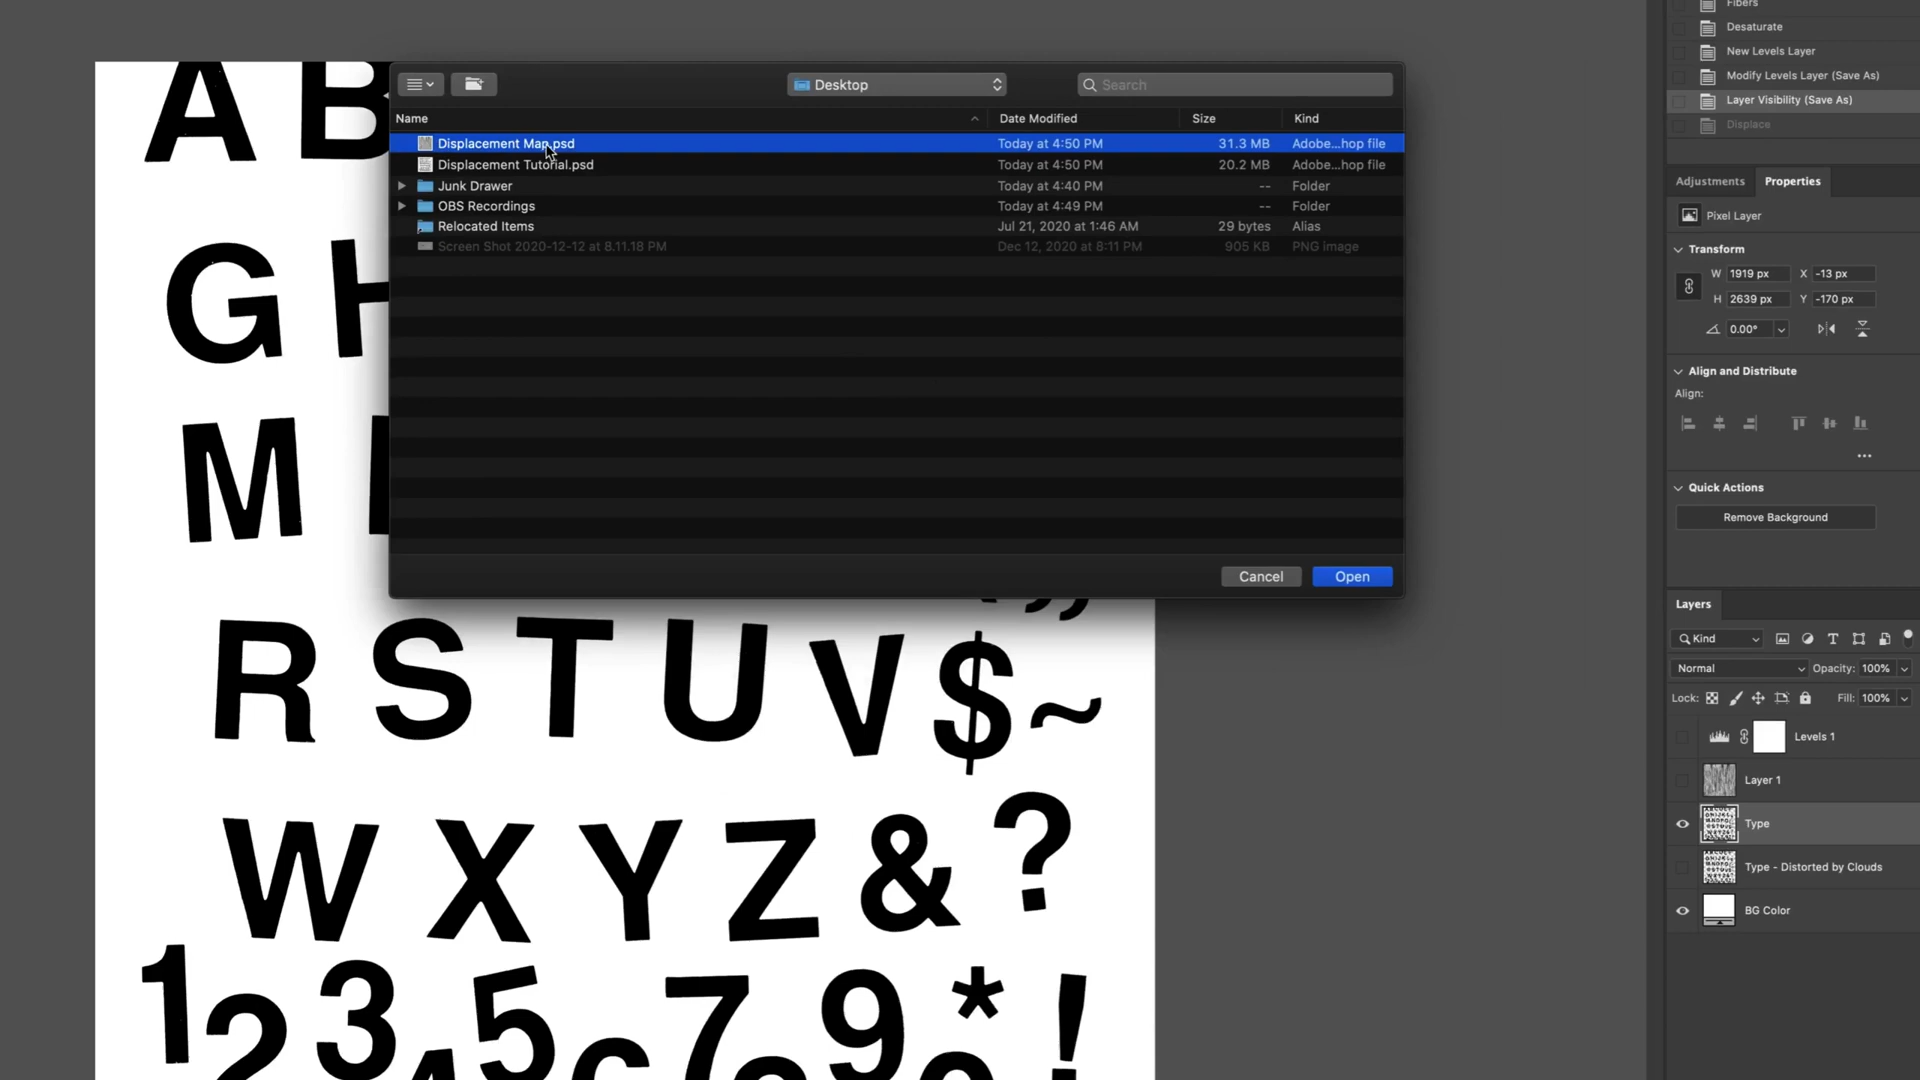 A B
G H
M
R S T U V $ ~
W X Y Z & ?
1 2 3 4 5 6 7 8 9 * !
Desktop
Search
Name Date Modified Size Kind
Displacement Map.psd Today at 4:50 PM 31.3 MB Adobe...hop file
Displacement Tutorial.psd Today at 4:50 PM 20.2 MB Adobe...hop file
Junk Drawer Today at 4:40 PM -- Folder
OBS Recordings Today at 4:49 PM -- Folder
Relocated Items Jul 21, 2020 at 1:46 AM 29 bytes Alias
Screen Shot 2020-12-12 at 8.11.18 PM Dec 12, 2020 at 8:11 PM 905 KB PNG image
Cancel Open
Fibers
Desaturate
New Levels Layer
Modify Levels Layer (Save As)
Layer Visibility (Save As)
Displace
Adjustments Properties
Pixel Layer
Transform
W 1919 px X -13 px
H 2639 px Y -170 px
0.00°
Align and Distribute
Align:
Quick Actions
Remove Background
Layers
Kind
Normal Opacity: 100%
Lock: Fill: 100%
Levels 1
Layer 1
Type
Type - Distorted by Clouds
BG Color